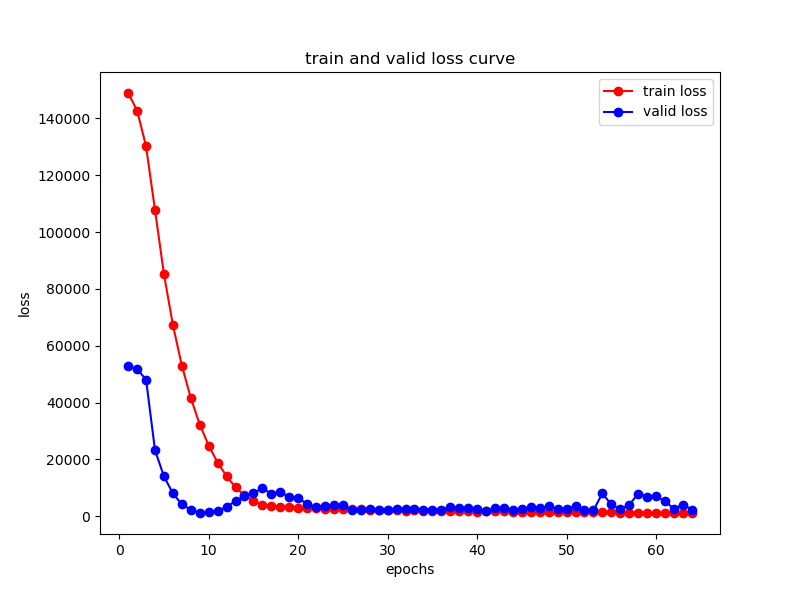 train and valid loss curve
train loss
valid loss
140000
120000
100000
80000
60000
40000
20000
0
loss
0 10 20 30 40 50 60
epochs